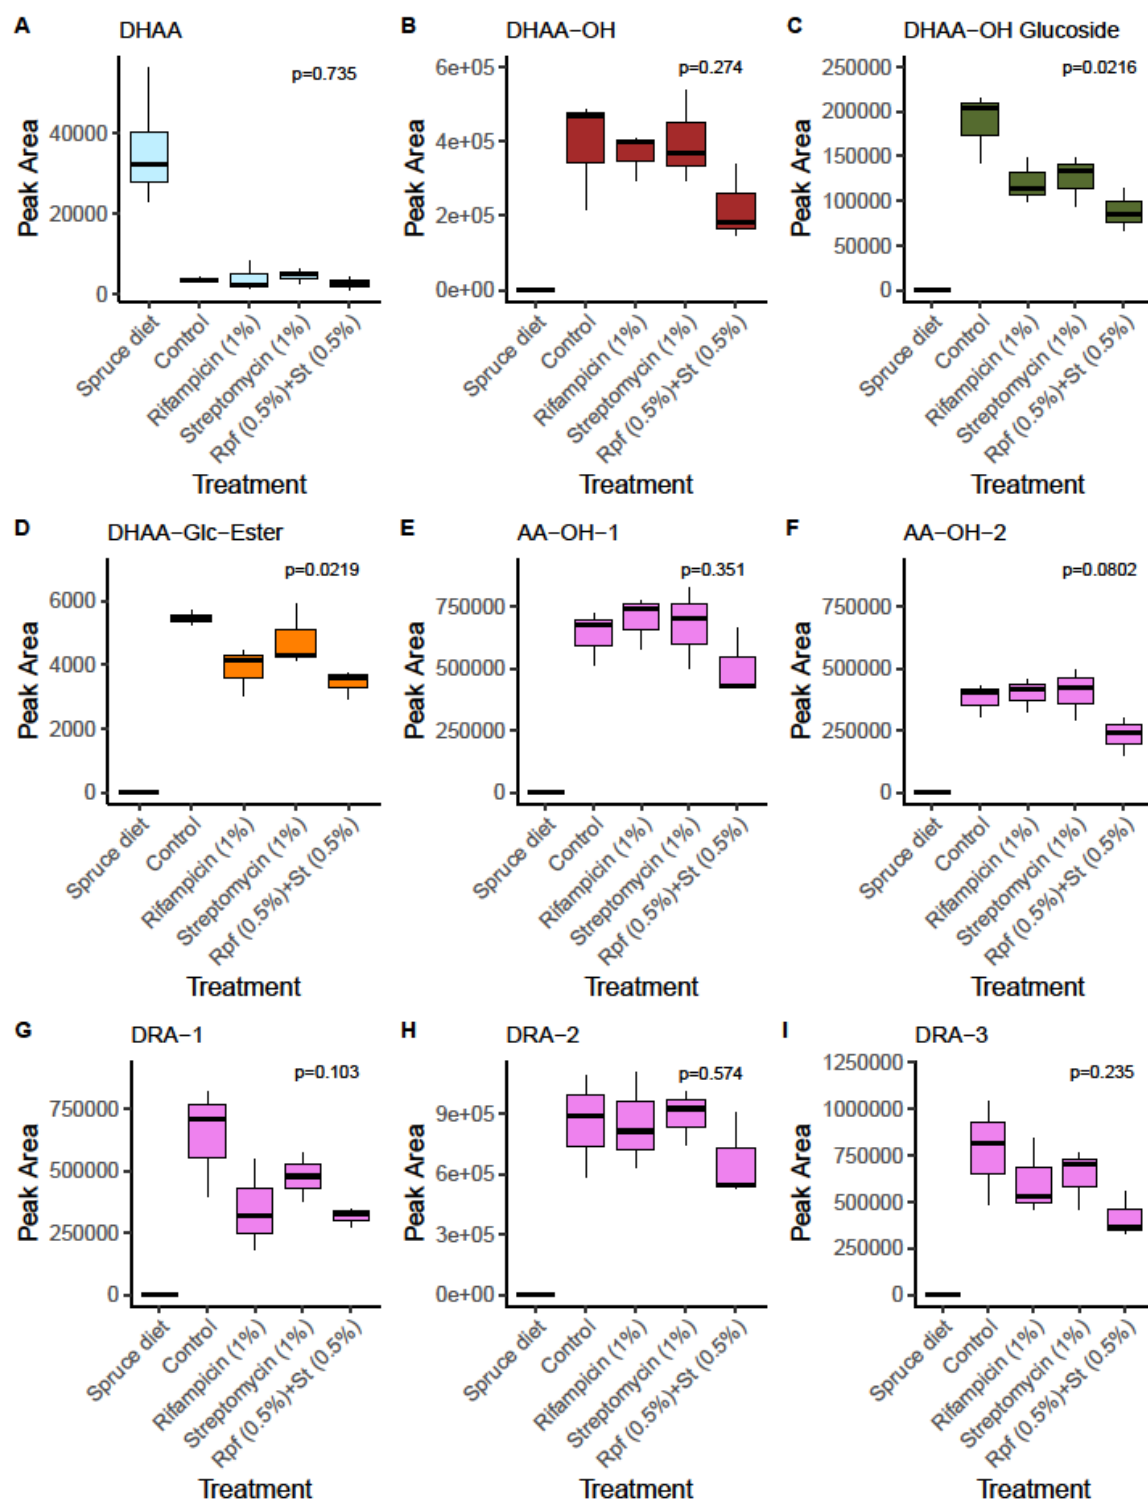 A DHAA
p=0.735
Peak Area
40000
20000
0
Spruce diet
Control
Rifampicin (1%)
Streptomycin (1%)
Rpf (0.5%)+St (0.5%)
Treatment
B DHAA−OH
p=0.274
Peak Area
6e+05
4e+05
2e+05
0e+00
Spruce diet
Control
Rifampicin (1%)
Streptomycin (1%)
Rpf (0.5%)+St (0.5%)
Treatment
C DHAA−OH Glucoside
p=0.0216
Peak Area
250000
200000
150000
100000
50000
0
Spruce diet
Control
Rifampicin (1%)
Streptomycin (1%)
Rpf (0.5%)+St (0.5%)
Treatment
D DHAA−Glc−Ester
p=0.0219
Peak Area
6000
4000
2000
0
Spruce diet
Control
Rifampicin (1%)
Streptomycin (1%)
Rpf (0.5%)+St (0.5%)
Treatment
E AA−OH−1
p=0.351
Peak Area
750000
500000
250000
0
Spruce diet
Control
Rifampicin (1%)
Streptomycin (1%)
Rpf (0.5%)+St (0.5%)
Treatment
F AA−OH−2
p=0.0802
Peak Area
750000
500000
250000
0
Spruce diet
Control
Rifampicin (1%)
Streptomycin (1%)
Rpf (0.5%)+St (0.5%)
Treatment
G DRA−1
p=0.103
Peak Area
750000
500000
250000
0
Spruce diet
Control
Rifampicin (1%)
Streptomycin (1%)
Rpf (0.5%)+St (0.5%)
Treatment
H DRA−2
p=0.574
Peak Area
9e+05
6e+05
3e+05
0e+00
Spruce diet
Control
Rifampicin (1%)
Streptomycin (1%)
Rpf (0.5%)+St (0.5%)
Treatment
I DRA−3
p=0.235
Peak Area
1250000
1000000
750000
500000
250000
0
Spruce diet
Control
Rifampicin (1%)
Streptomycin (1%)
Rpf (0.5%)+St (0.5%)
Treatment